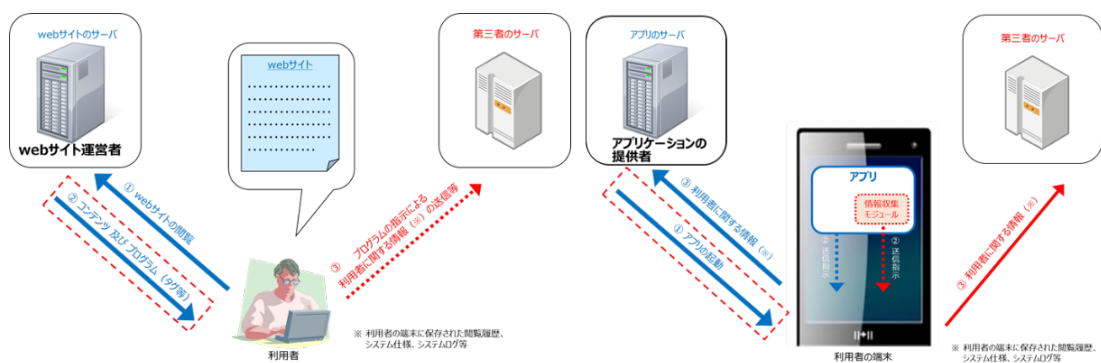 webサイトのサーバ
webサイト運営者
webサイト
第三者のサーバ
① webサイトの閲覧
② コンテンツ 及び プログラム（タグ等）
③ プログラムの指示による
利用者に関する情報（※）の送信等
利用者
※ 利用者の端末に保存された閲覧履歴、
システム仕様、システムログ等
アプリのサーバ
アプリケーションの
提供者
第三者のサーバ
アプリ
情報収集
モジュール
③ 利用者に関する情報（※）
① アプリの起動
② 送信指示
② 送信指示
③ 利用者に関する情報（※）
利用者の端末
※ 利用者の端末に保存された閲覧履歴、
システム仕様、システムログ等